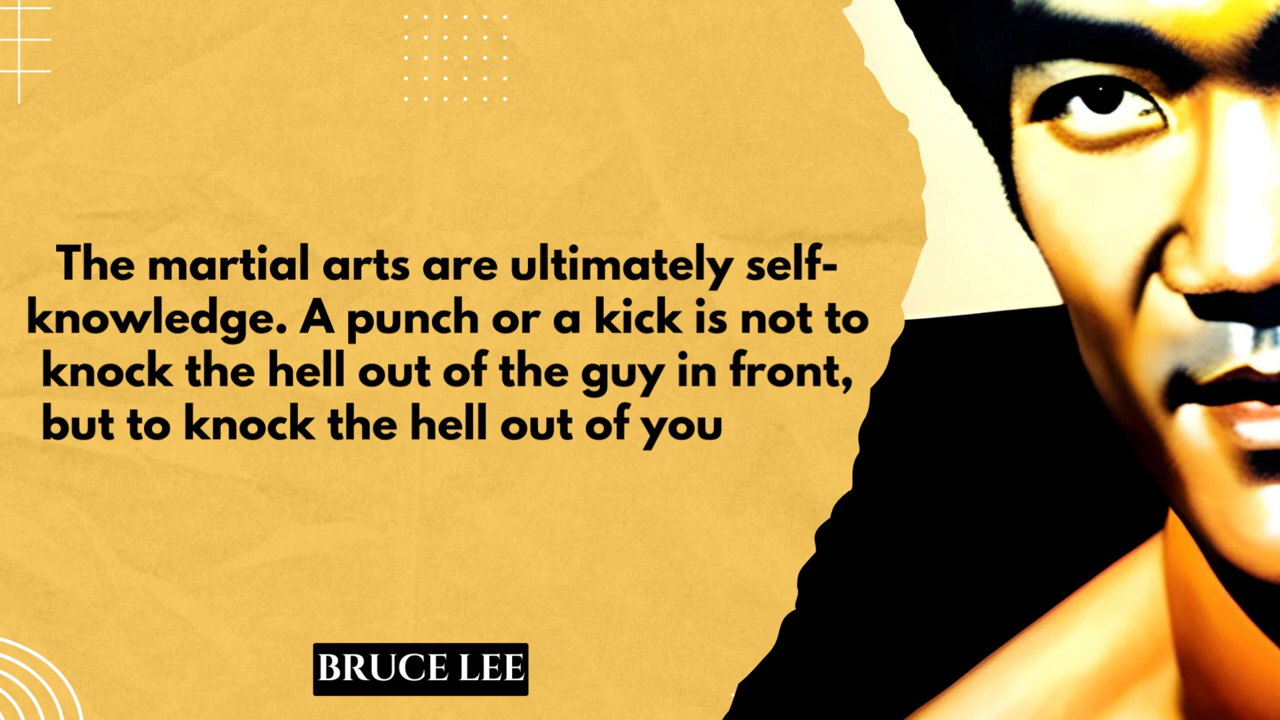 The martial arts are ultimately self-
knowledge. A punch or a kick is not to
knock the hell out of the guy in front,
but to knock the hell out of you
BRUCE LEE